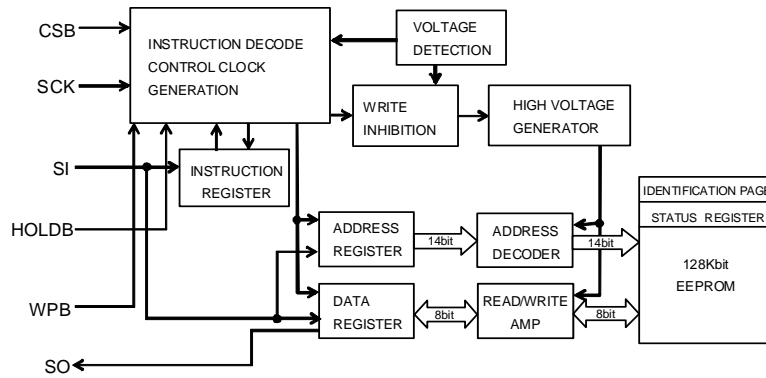 CSB
SCK
SI
HOLDB
WPB
SO
INSTRUCTION DECODE
CONTROL CLOCK
GENERATION
VOLTAGE
DETECTION
WRITE
INHIBITION
HIGH VOLTAGE
GENERATOR
INSTRUCTION
REGISTER
ADDRESS
REGISTER
14bit
ADDRESS
DECODER
14bit
DATA
REGISTER
8bit
READ/WRITE
AMP
8bit
IDENTIFICATION PAGE
STATUS REGISTER
128Kbit
EEPROM